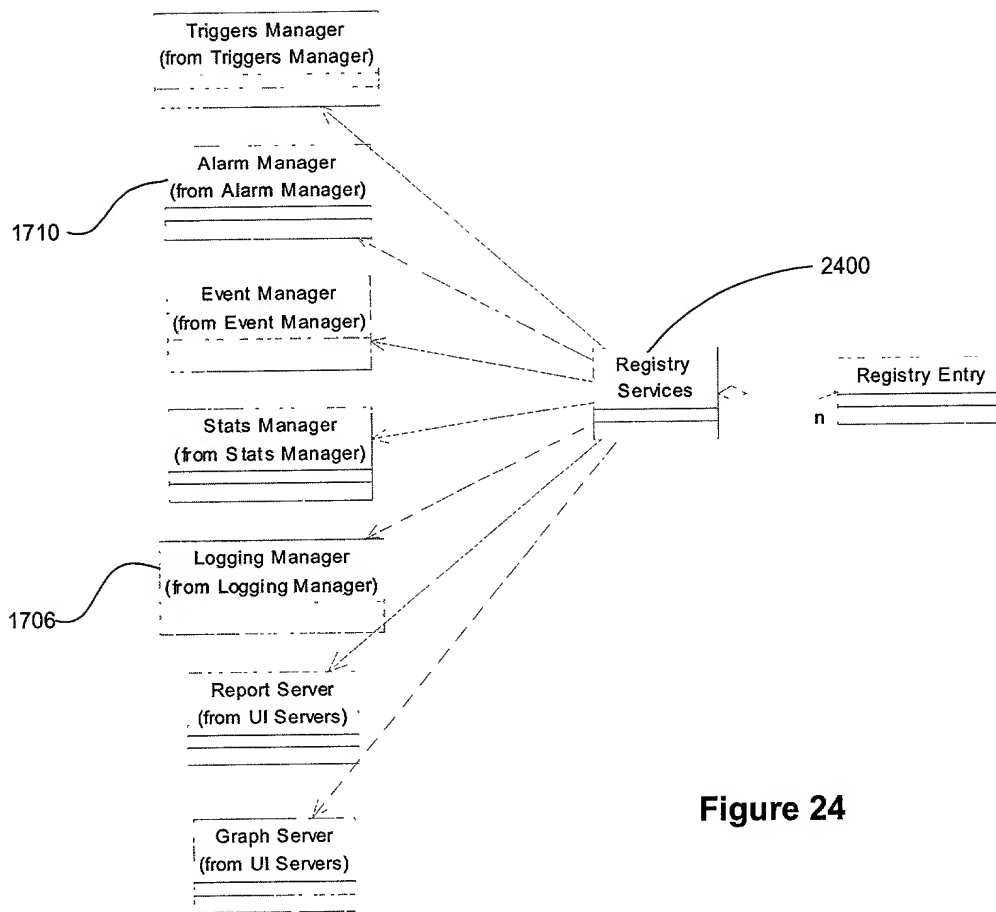 Triggers Manager
(from Triggers Manager)
Alarm Manager
(from Alarm Manager)
1710
2400
Event Manager
(from Event Manager)
Registry
Services
Registry Entry
n
Stats Manager
(from Stats Manager)
Logging Manager
(from Logging Manager)
1706
Report Server
(from UI Servers)
Figure 24
Graph Server
(from UI Servers)